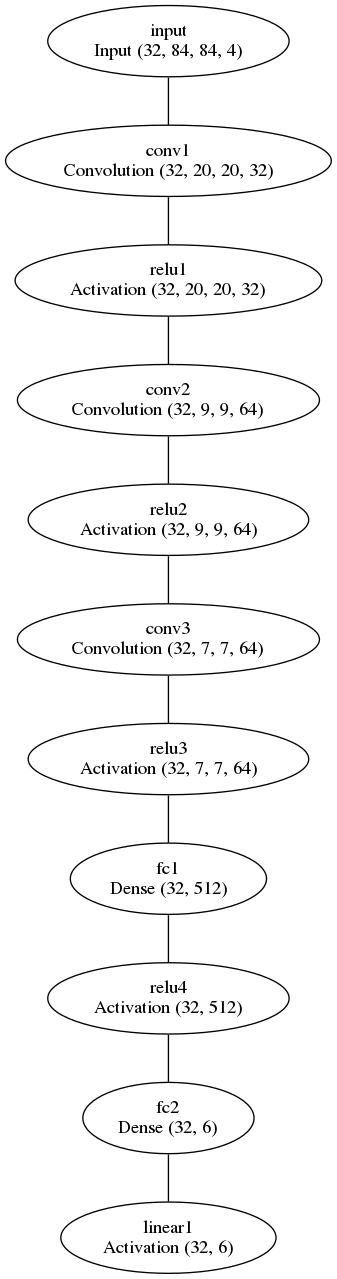 input
Input (32, 84, 84, 4)
conv1
Convolution (32, 20, 20, 32)
relu1
Activation (32, 20, 20, 32)
conv2
Convolution (32, 9, 9, 64)
relu2
Activation (32, 9, 9, 64)
conv3
Convolution (32, 7, 7, 64)
relu3
Activation (32, 7, 7, 64)
fc1
Dense (32, 512)
relu4
Activation (32, 512)
fc2
Dense (32, 6)
linear1
Activation (32, 6)